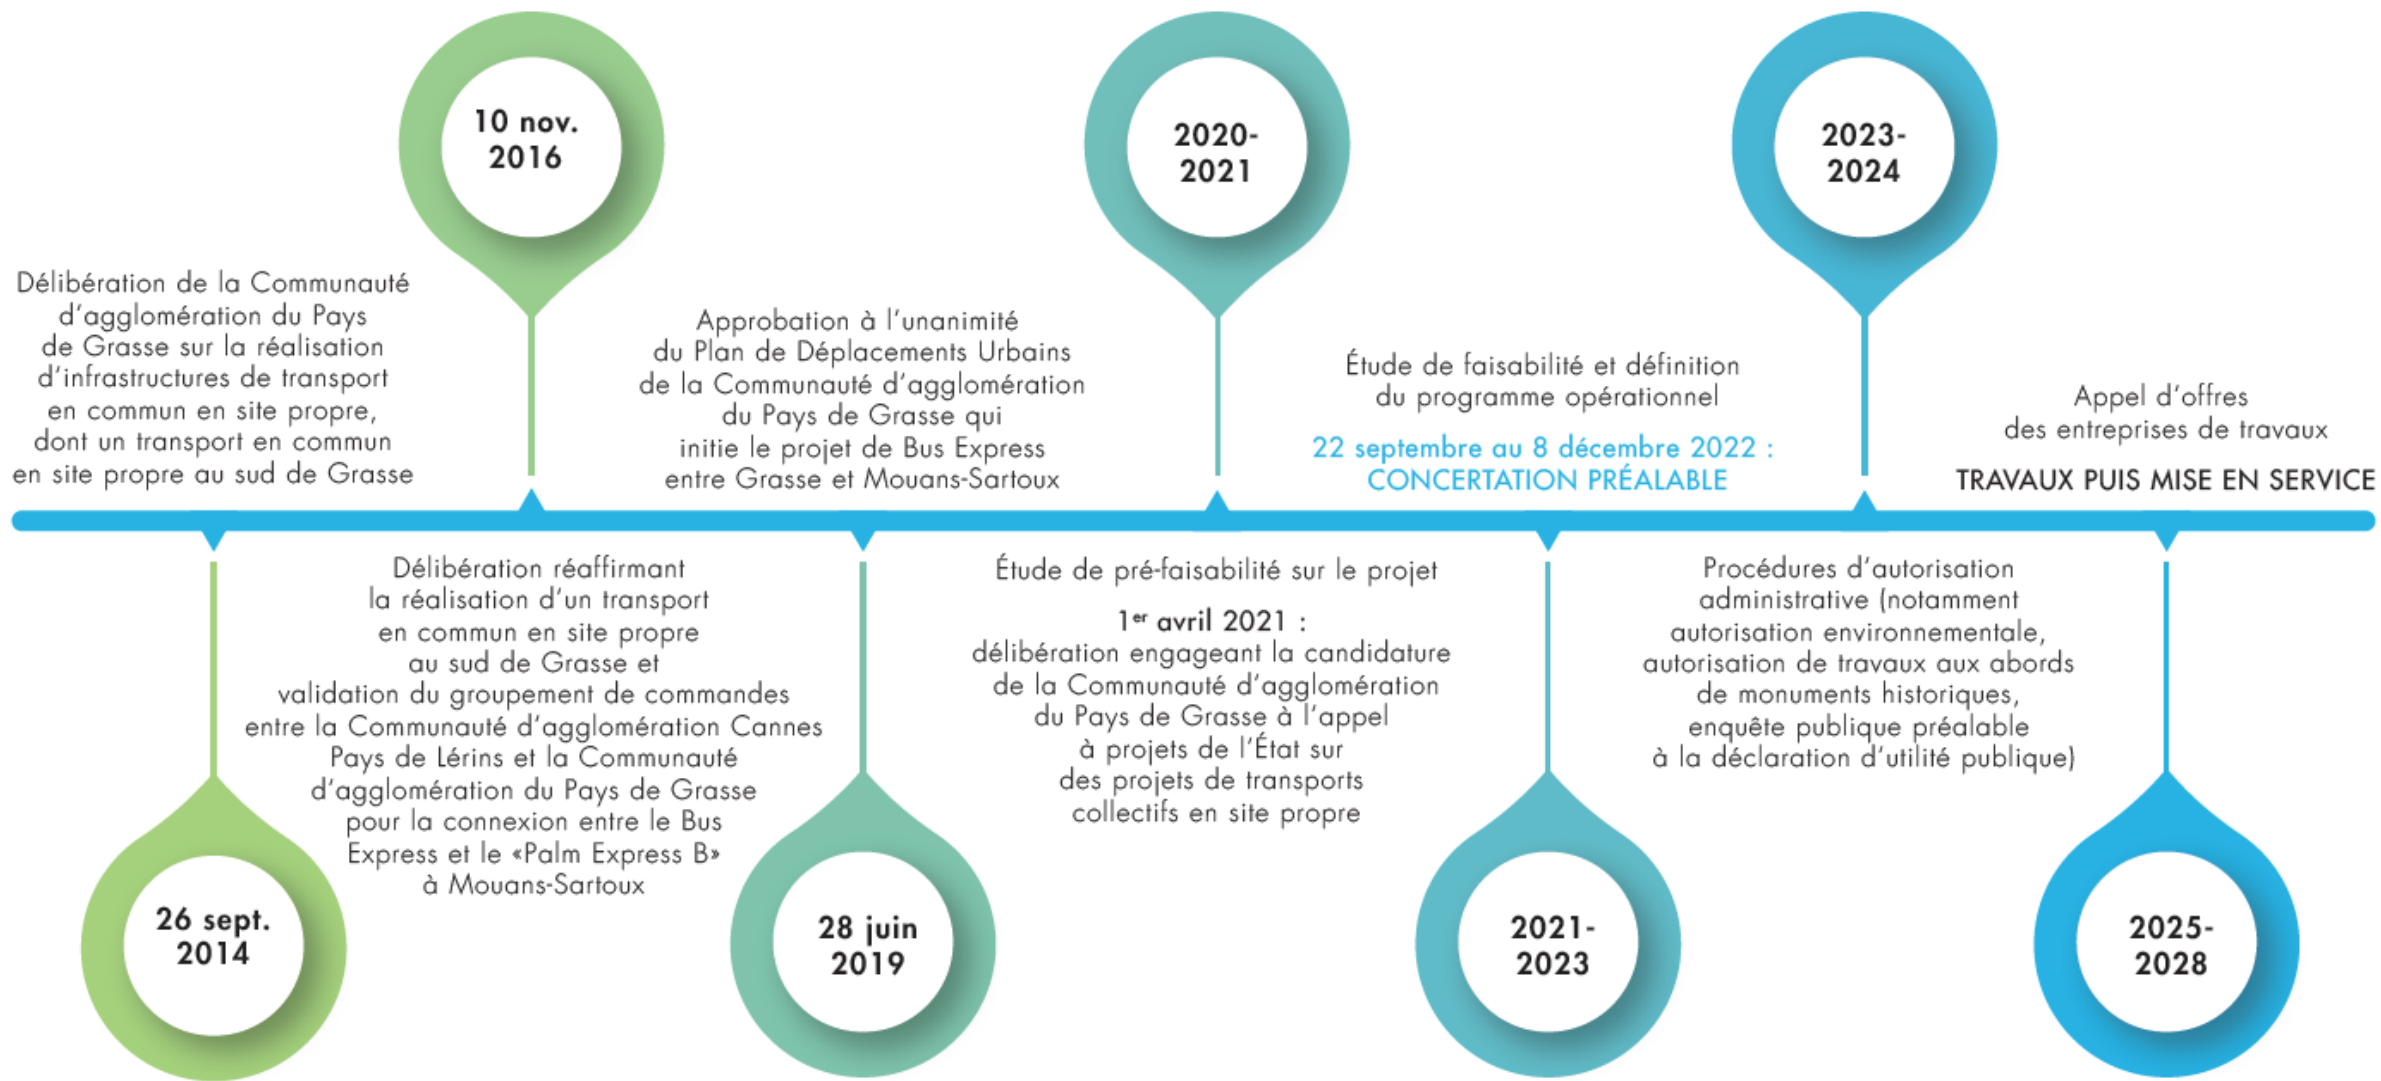 26 sept.
2014
Délibération de la Communauté
d'agglomération du Pays
de Grasse sur la réalisation
d'infrastructures de transport
en commun en site propre,
dont un transport en commun
en site propre au sud de Grasse
10 nov.
2016
Délibération réaffirmant
la réalisation d'un transport
en commun en site propre
au sud de Grasse et
validation du groupement de commandes
entre la Communauté d'agglomération Cannes
Pays de Lérins et la Communauté
d'agglomération du Pays de Grasse
pour la connexion entre le Bus
Express et le «Palm Express B»
à Mouans-Sartoux
28 juin
2019
Approbation à l'unanimité
du Plan de Déplacements Urbains
de la Communauté d'agglomération
du Pays de Grasse qui
initie le projet de Bus Express
entre Grasse et Mouans-Sartoux
2020-
2021
Étude de pré-faisabilité sur le projet
1er avril 2021 :
délibération engageant la candidature
de la Communauté d'agglomération
du Pays de Grasse à l'appel
à projets de l'État sur
des projets de transports
collectifs en site propre
2021-
2023
Étude de faisabilité et définition
du programme opérationnel
22 septembre au 8 décembre 2022 :
CONCERTATION PRÉALABLE
2023-
2024
Procédures d'autorisation
administrative (notamment
autorisation environnementale,
autorisation de travaux aux abords
de monuments historiques,
enquête publique préalable
à la déclaration d'utilité publique)
2025-
2028
Appel d'offres
des entreprises de travaux
TRAVAUX PUIS MISE EN SERVICE